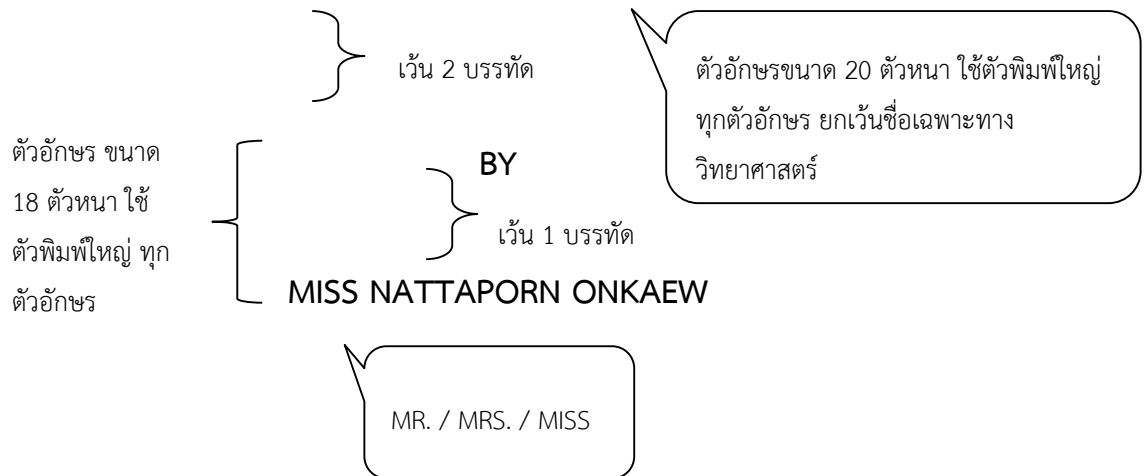 เว้น 2 บรรทัด
ตัวอักษรขนาด 20 ตัวหนา ใช้ตัวพิมพ์ใหญ่
ทุกตัวอักษร ยกเว้นชื่อเฉพาะทาง
วิทยาศาสตร์
ตัวอักษร ขนาด
18 ตัวหนา ใช้
ตัวพิมพ์ใหญ่ ทุก
ตัวอักษร
BY
เว้น 1 บรรทัด
MISS NATTAPORN ONKAEW
MR. / MRS. / MISS